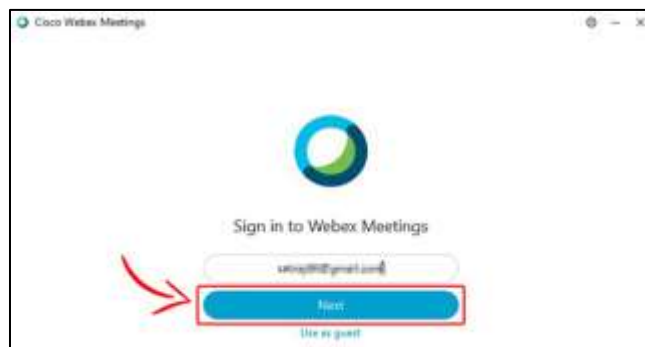 Cisco Webex Meetings
Sign in to Webex Meetings
Next
Use as guest